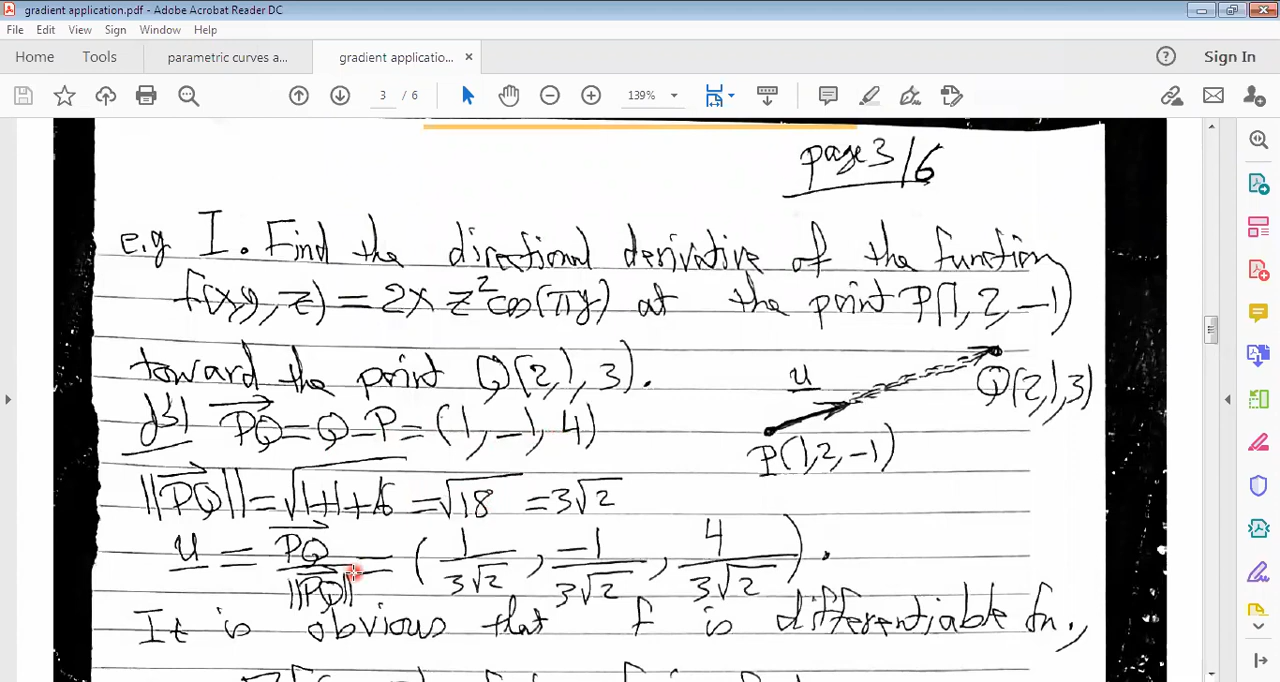 gradient application.pdf - Adobe Acrobat Reader DC
File Edit View Sign Window Help
Home Tools parametric curves a... gradient applicatio... × Sign In
3 / 6 139%
page 3/6
e.g I. Find the directional derivative of the function
f(x,y,z) = 2x z² cos(πy) at the point P(1, 2, -1)
toward the point Q(2,1,3).
u
Q(2,1,3)
P(1,2,-1)
PQ = Q-P = (1, -1, 4)
||PQ|| = √1+1+16 = √18 = 3√2
u = PQ/||PQ|| = (1/3√2, -1/3√2, 4/3√2).
It is obvious that f is differentiable fn.,